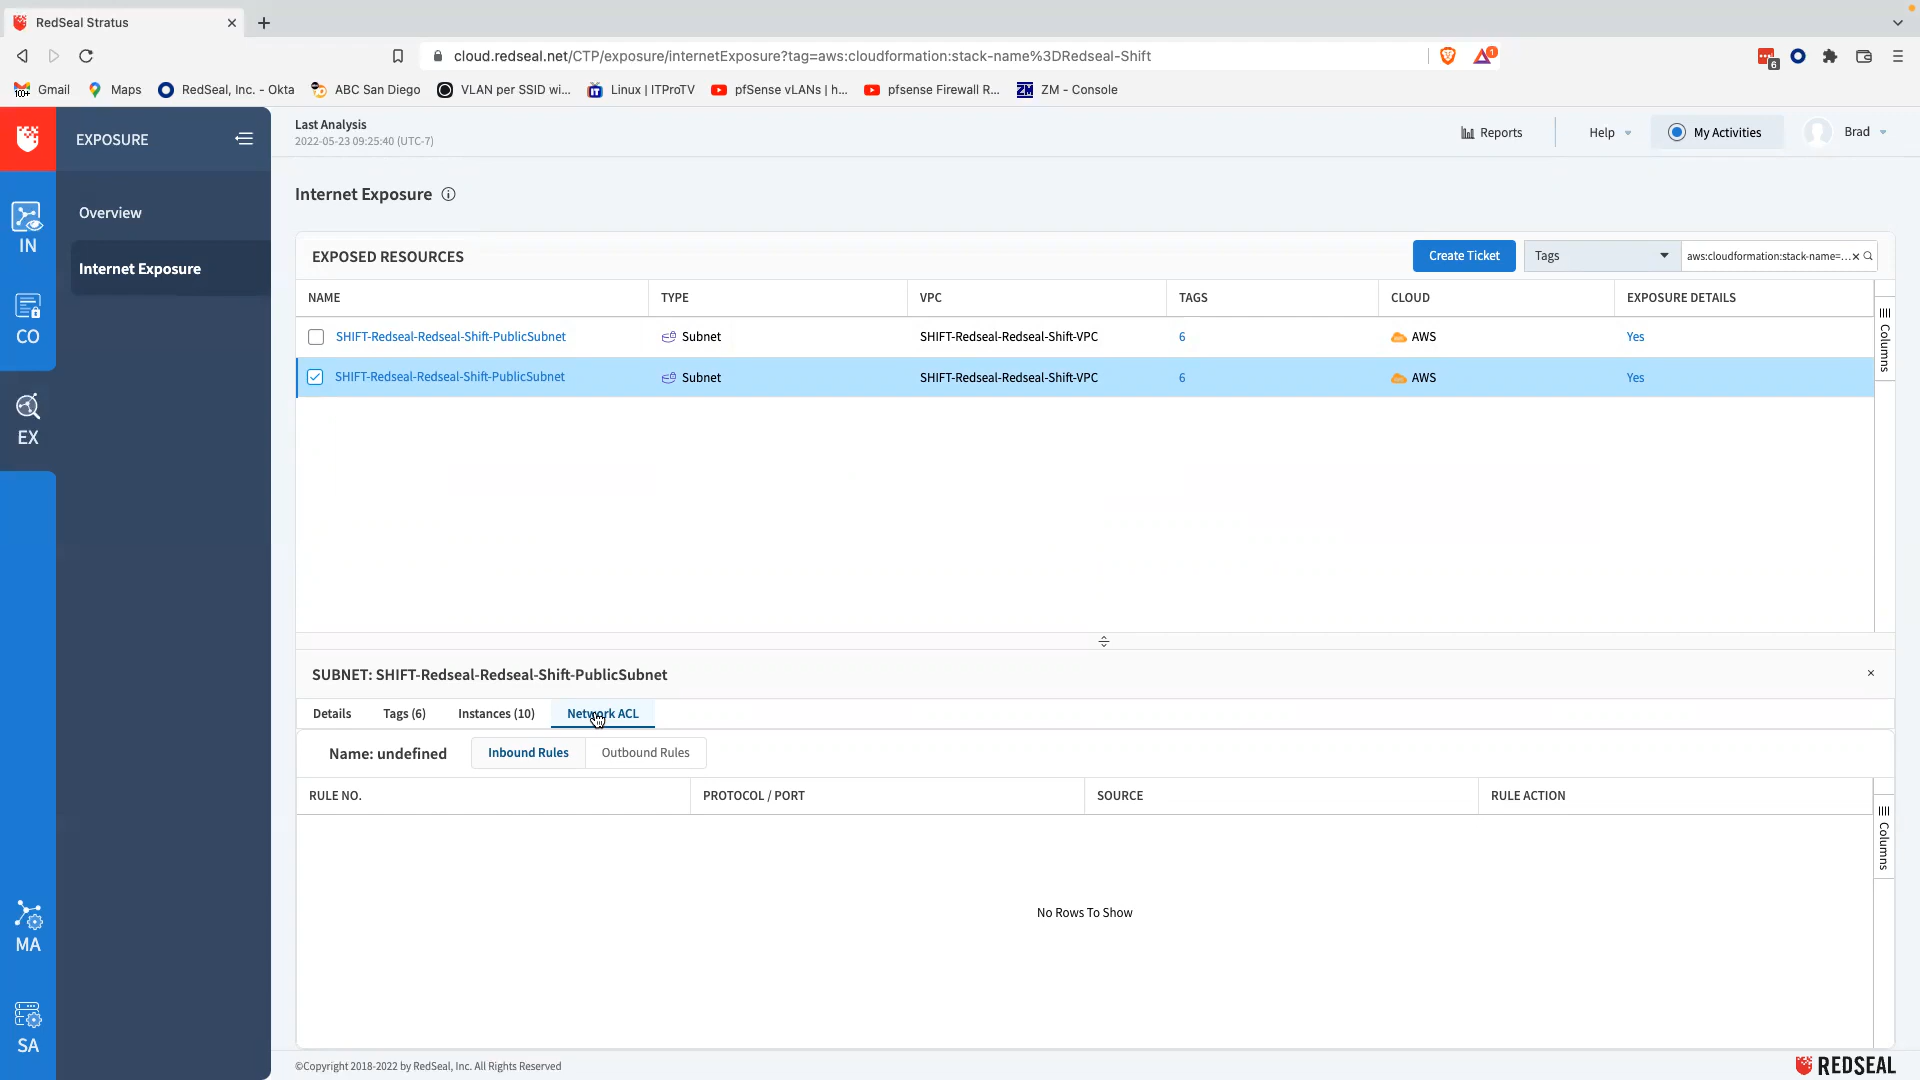 RedSeal Stratus
cloud.redseal.net/CTP/exposure/internetExposure?tag=aws:cloudformation:stack-name%3DRedseal-Shift
1
6
Gmail
Maps
RedSeal, Inc. - Okta
ABC San Diego
VLAN per SSID wi...
Linux | ITProTV
pfSense vLANs | h...
pfsense Firewall R...
ZM - Console
EXPOSURE
Overview
Internet Exposure
IN
CO
EX
MA
SA
Last Analysis
2022-05-23 09:25:40 (UTC-7)
Reports
Help
My Activities
Brad
Internet Exposure
EXPOSED RESOURCES
Create Ticket
Tags
aws:cloudformation:stack-name=...
NAME TYPE VPC TAGS CLOUD EXPOSURE DETAILS
SHIFT-Redseal-Redseal-Shift-PublicSubnet Subnet SHIFT-Redseal-Redseal-Shift-VPC 6 AWS Yes
SHIFT-Redseal-Redseal-Shift-PublicSubnet Subnet SHIFT-Redseal-Redseal-Shift-VPC 6 AWS Yes
Columns
SUBNET: SHIFT-Redseal-Redseal-Shift-PublicSubnet
Details
Tags (6)
Instances (10)
Network ACL
Name: undefined
Inbound Rules
Outbound Rules
RULE NO. PROTOCOL / PORT SOURCE RULE ACTION
Columns
No Rows To Show
©Copyright 2018-2022 by RedSeal, Inc. All Rights Reserved
REDSEAL